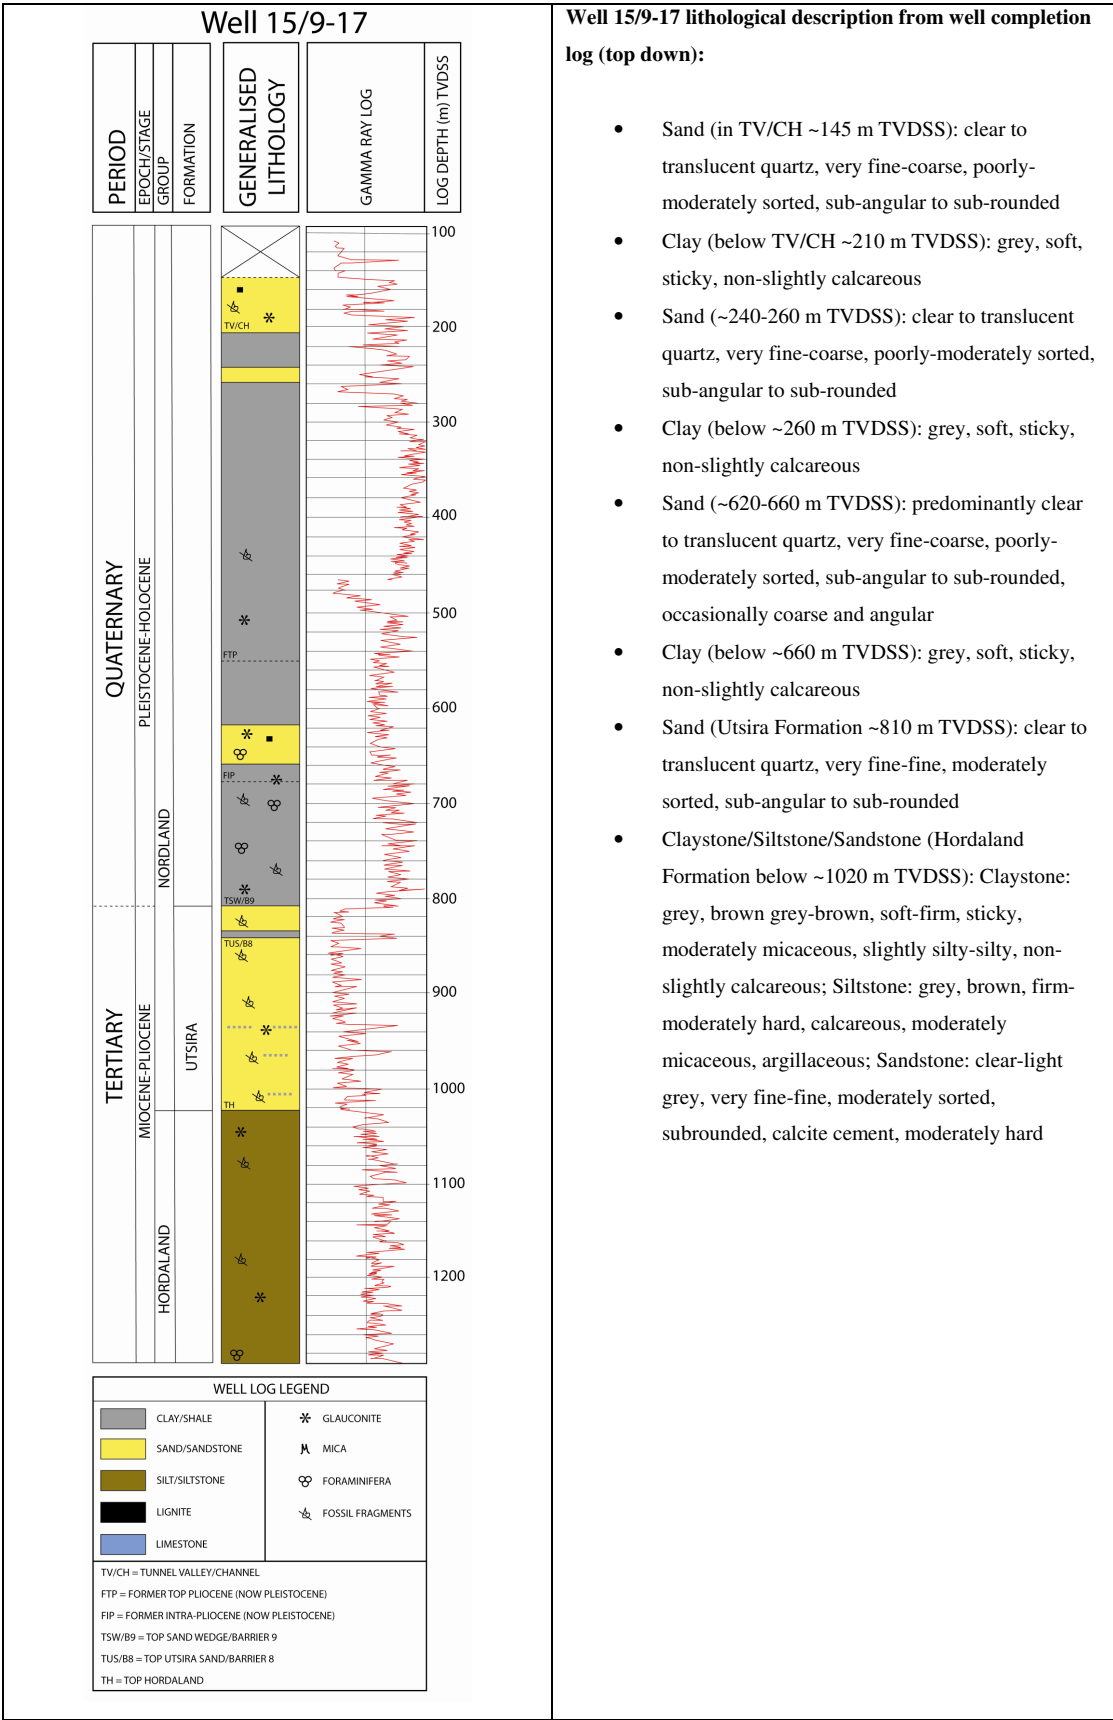 Well 15/9-17
PERIOD
EPOCH/STAGE
GROUP
FORMATION
GENERALISED
LITHOLOGY
GAMMA RAY LOG
LOG DEPTH (m) TVDSS
QUATERNARY
TERTIARY
PLEISTOCENE-HOLOCENE
MIOCENE-PLIOCENE
NORDLAND
HORDALAND
UTSIRA
TV/CH
FTP
FIP
TSW/B9
TUS/B8
TH
100
200
300
400
500
600
700
800
900
1000
1100
1200
WELL LOG LEGEND
CLAY/SHALE
SAND/SANDSTONE
SILT/SILTSTONE
LIGNITE
LIMESTONE
GLAUCONITE
MICA
FORAMINIFERA
FOSSIL FRAGMENTS
TV/CH = TUNNEL VALLEY/CHANNEL
FTP = FORMER TOP PLIOCENE (NOW PLEISTOCENE)
FIP = FORMER INTRA-PLIOCENE (NOW PLEISTOCENE)
TSW/B9 = TOP SAND WEDGE/BARRIER 9
TUS/B8 = TOP UTSIRA SAND/BARRIER 8
TH = TOP HORDALAND
Well 15/9-17 lithological description from well completion
log (top down):
• Sand (in TV/CH ~145 m TVDSS): clear to
translucent quartz, very fine-coarse, poorly-
moderately sorted, sub-angular to sub-rounded
• Clay (below TV/CH ~210 m TVDSS): grey, soft,
sticky, non-slightly calcareous
• Sand (~240-260 m TVDSS): clear to translucent
quartz, very fine-coarse, poorly-moderately sorted,
sub-angular to sub-rounded
• Clay (below ~260 m TVDSS): grey, soft, sticky,
non-slightly calcareous
• Sand (~620-660 m TVDSS): predominantly clear
to translucent quartz, very fine-coarse, poorly-
moderately sorted, sub-angular to sub-rounded,
occasionally coarse and angular
• Clay (below ~660 m TVDSS): grey, soft, sticky,
non-slightly calcareous
• Sand (Utsira Formation ~810 m TVDSS): clear to
translucent quartz, very fine-fine, moderately
sorted, sub-angular to sub-rounded
• Claystone/Siltstone/Sandstone (Hordaland
Formation below ~1020 m TVDSS): Claystone:
grey, brown grey-brown, soft-firm, sticky,
moderately micaceous, slightly silty-silty, non-
slightly calcareous; Siltstone: grey, brown, firm-
moderately hard, calcareous, moderately
micaceous, argillaceous; Sandstone: clear-light
grey, very fine-fine, moderately sorted,
subrounded, calcite cement, moderately hard